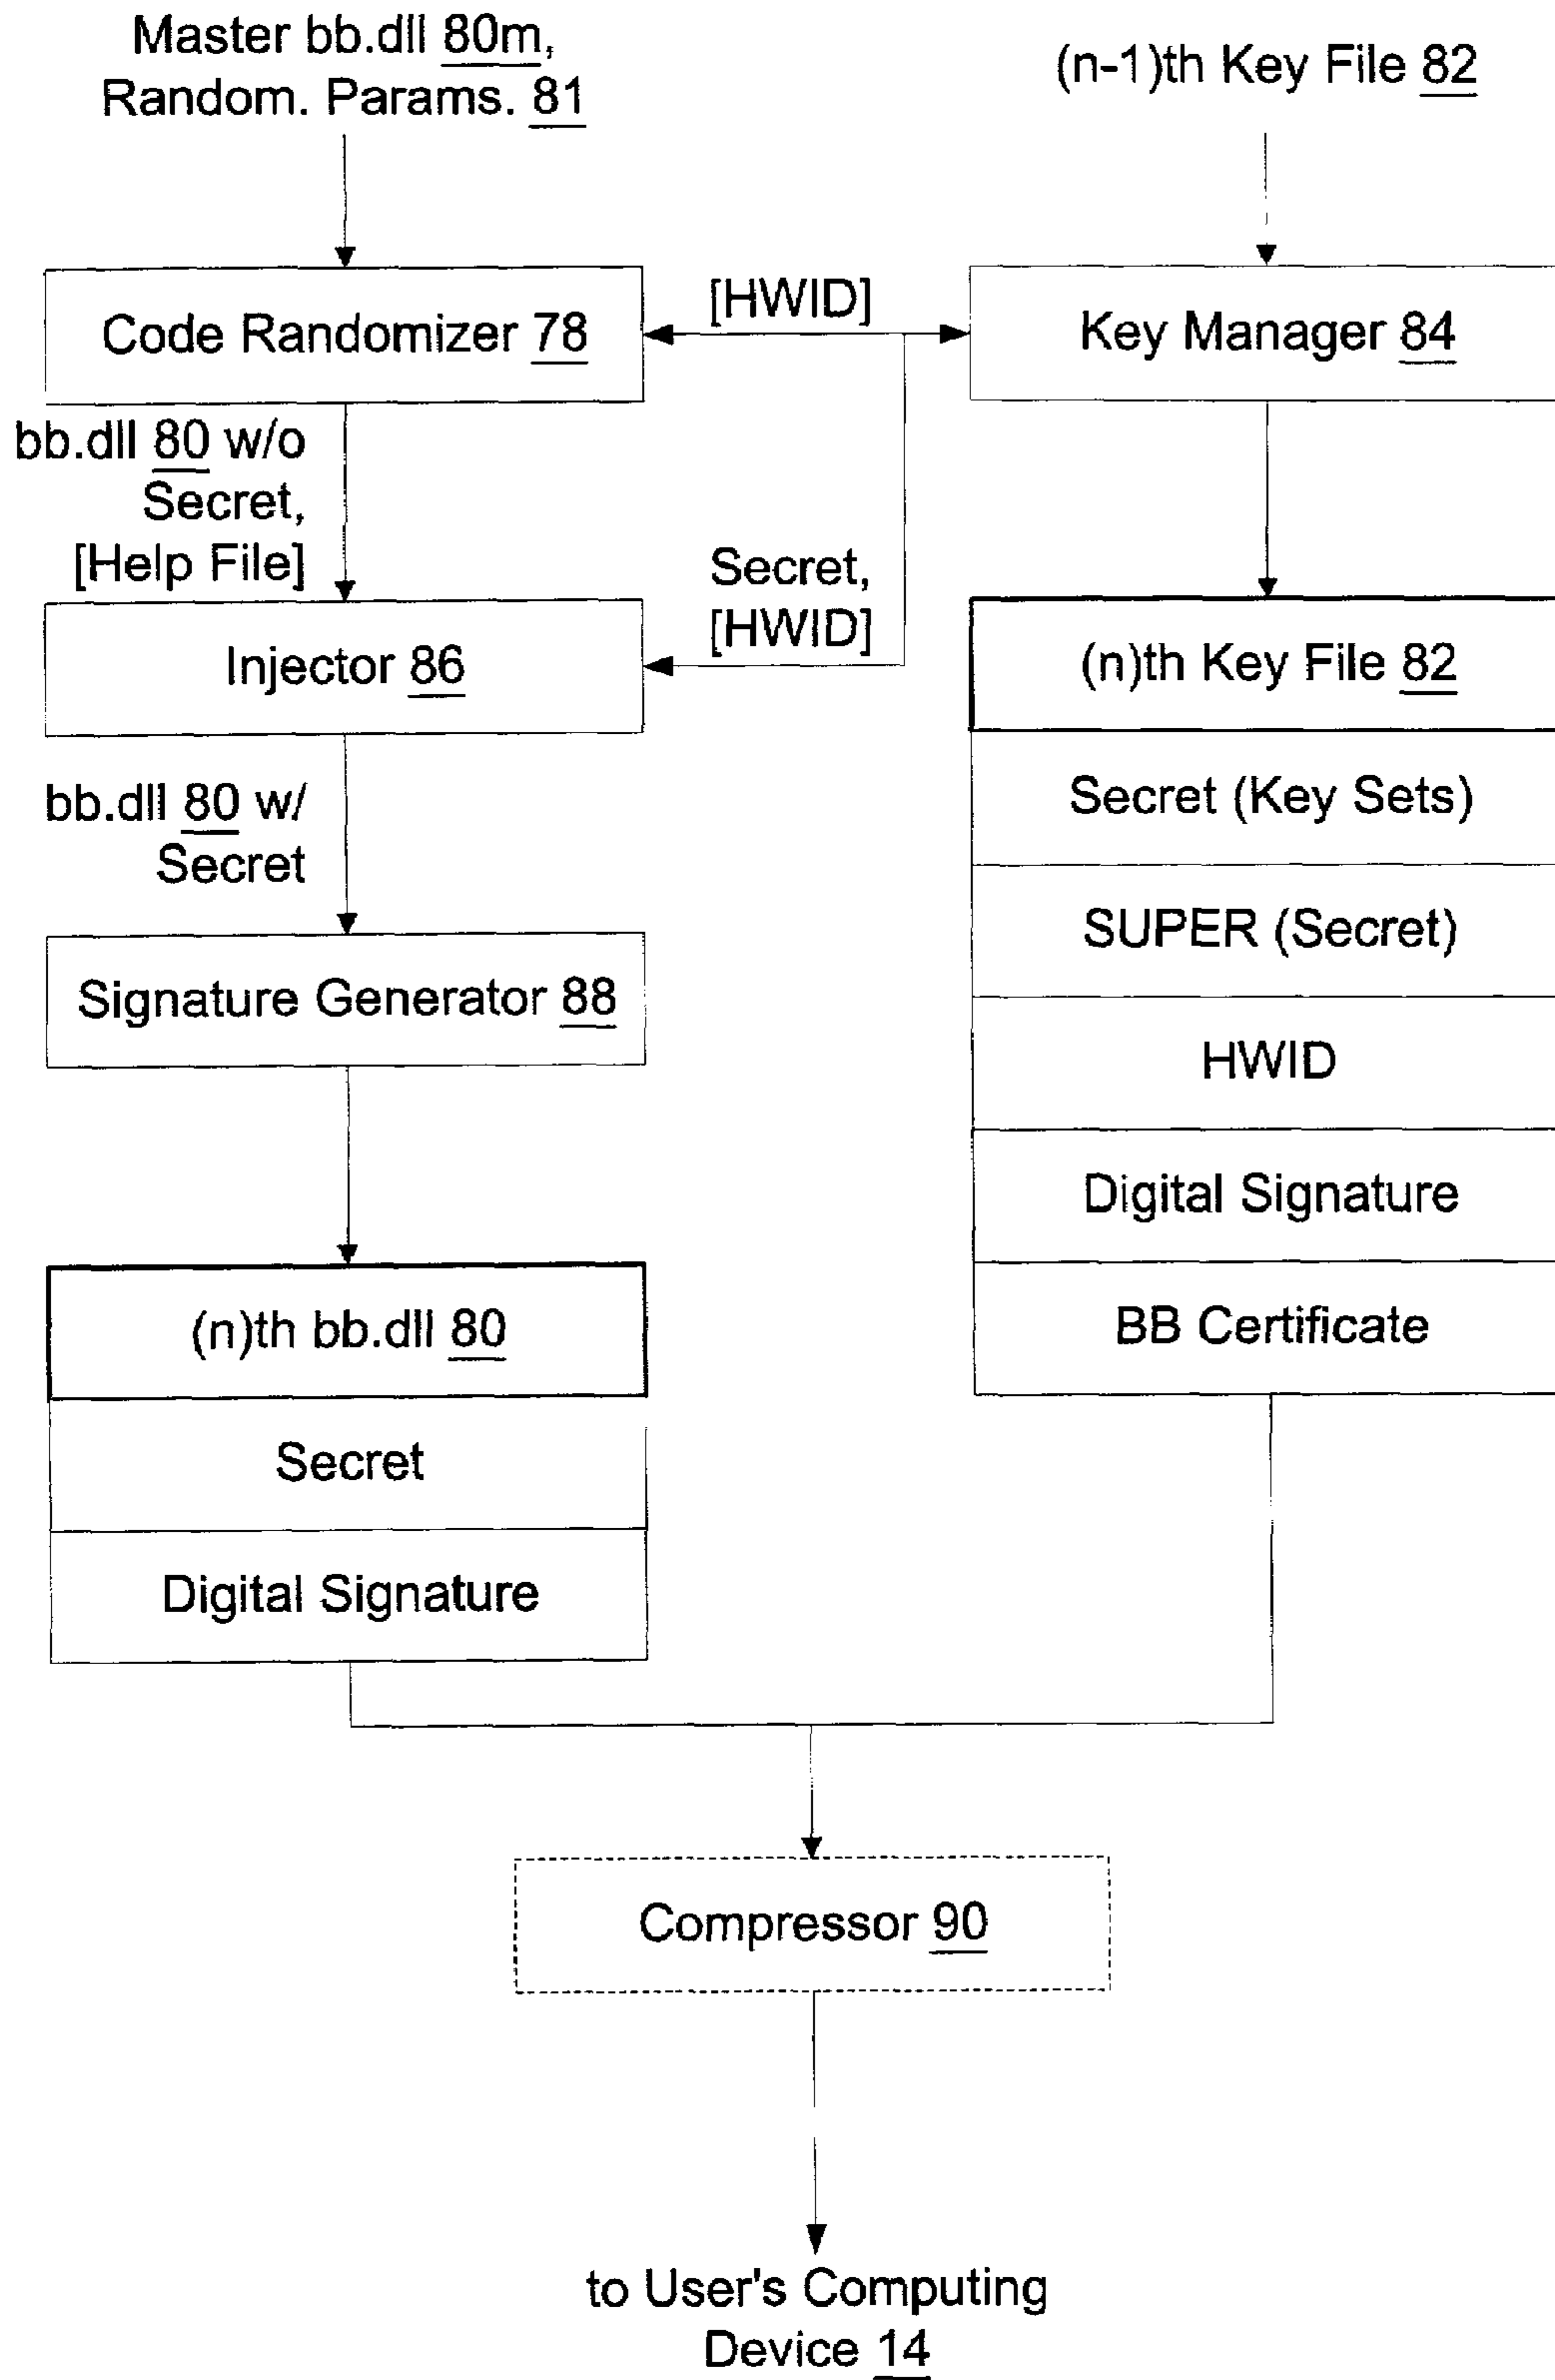 Master bb.dll 80m,
Random. Params. 81
(n-1)th Key File 82
Code Randomizer 78
[HWID]
Key Manager 84
bb.dll 80 w/o
Secret,
[Help File]
Secret,
[HWID]
Injector 86
(n)th Key File 82
Secret (Key Sets)
SUPER (Secret)
HWID
Digital Signature
BB Certificate
bb.dll 80 w/
Secret
Signature Generator 88
(n)th bb.dll 80
Secret
Digital Signature
Compressor 90
to User's Computing
Device 14